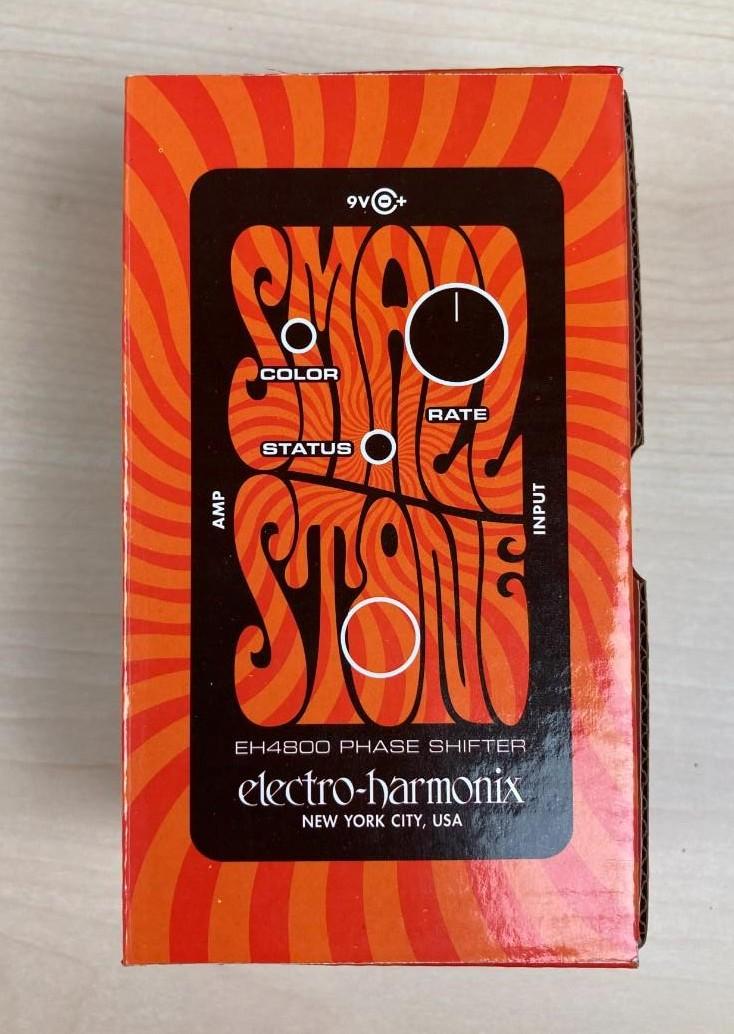 9V +
SMALL
COLOR
RATE
STATUS
AMP
INPUT
STONE
EH4800 PHASE SHIFTER
electro-harmonix
NEW YORK CITY, USA